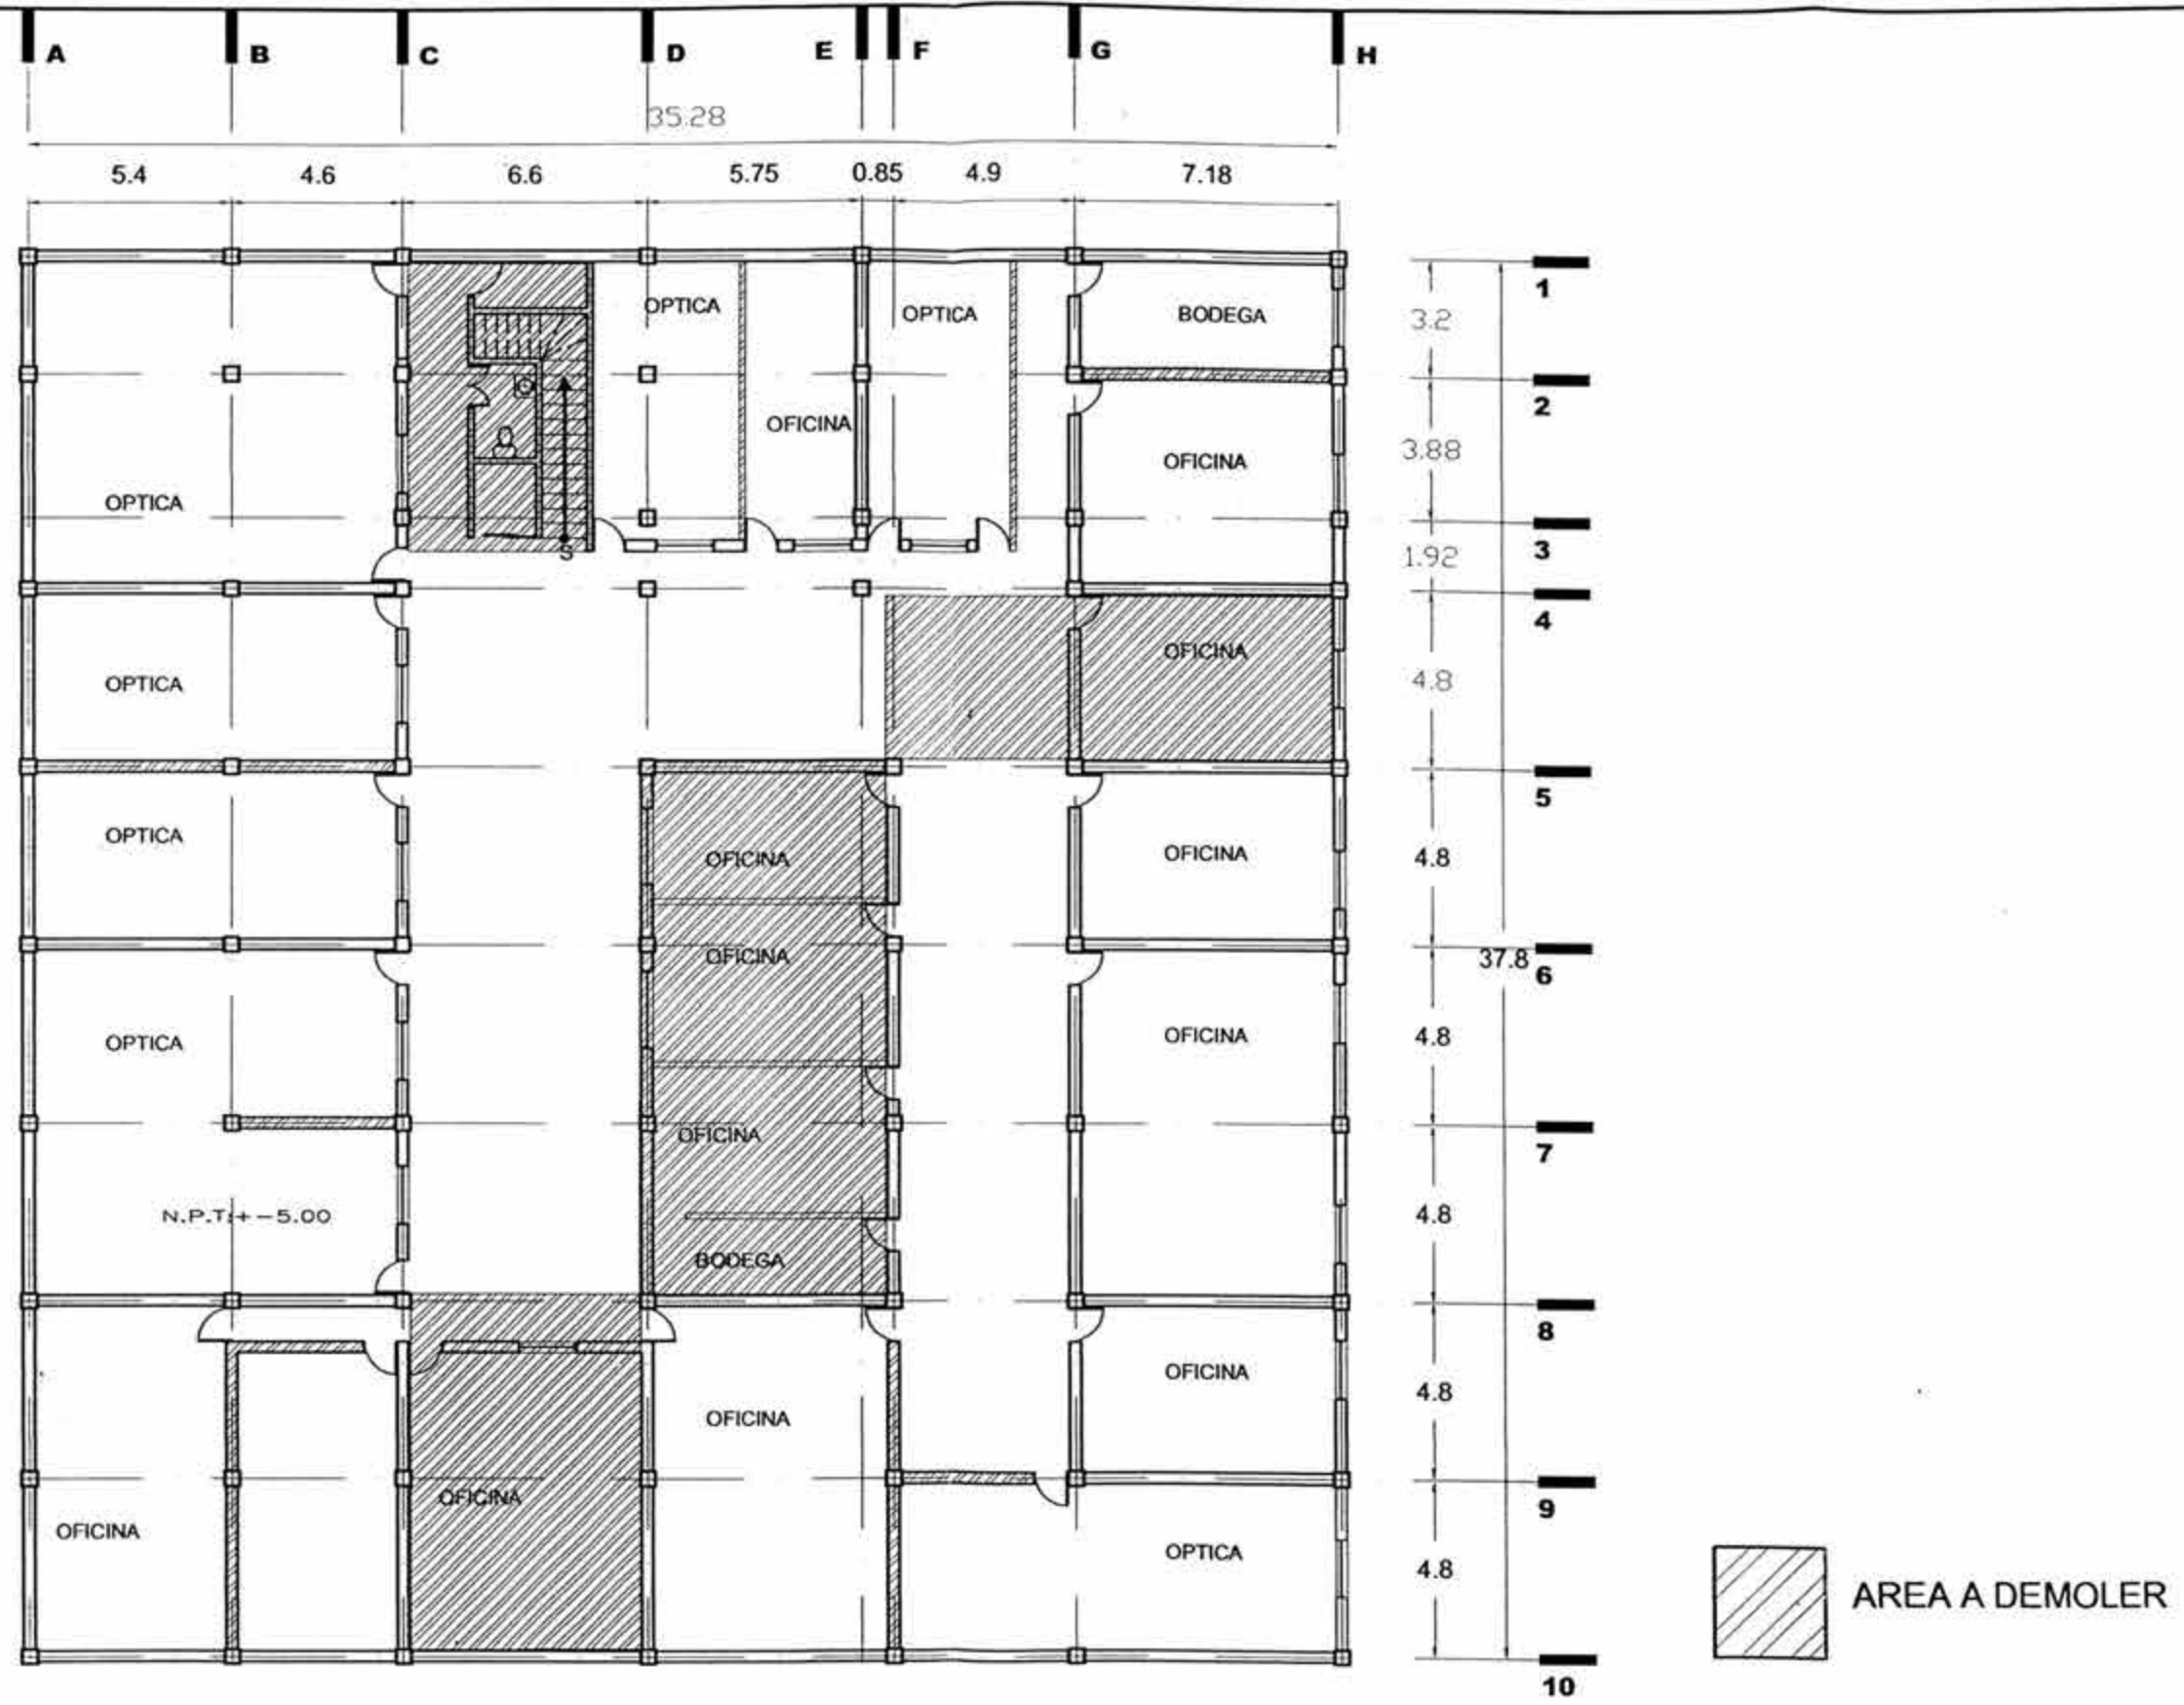 A B C D E F G H
35.28
5.4 4.6 6.6 5.75 0.85 4.9 7.18
1
OPTICA
OPTICA
BODEGA
3.2
2
OFICINA
OFICINA
3.88
OPTICA
3
S
1.92
4
OFICINA
OPTICA
4.8
5
OPTICA
OFICINA
OFICINA
4.8
OFICINA
37.8
6
OPTICA
OFICINA
4.8
OFICINA
7
N.P.T:+-5.00
4.8
BODEGA
8
OFICINA
4.8
OFICINA
OFICINA
9
OFICINA
OPTICA
4.8
AREA A DEMOLER
10